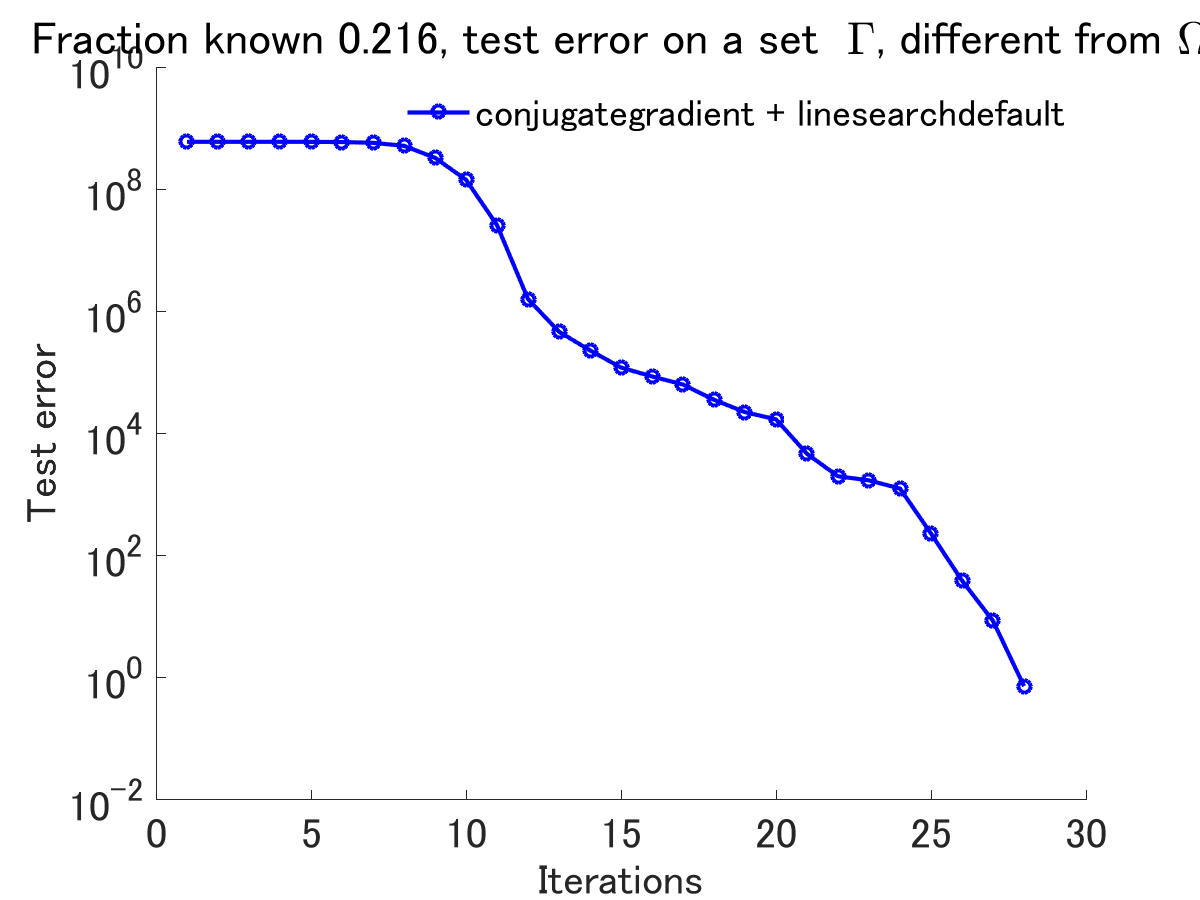 Fraction known 0.216, test error on a set Γ, different from Ω
conjugategradient + linesearchdefault
10^10
10^8
10^6
10^4
10^2
10^0
10^−2
Test error
0 5 10 15 20 25 30
Iterations